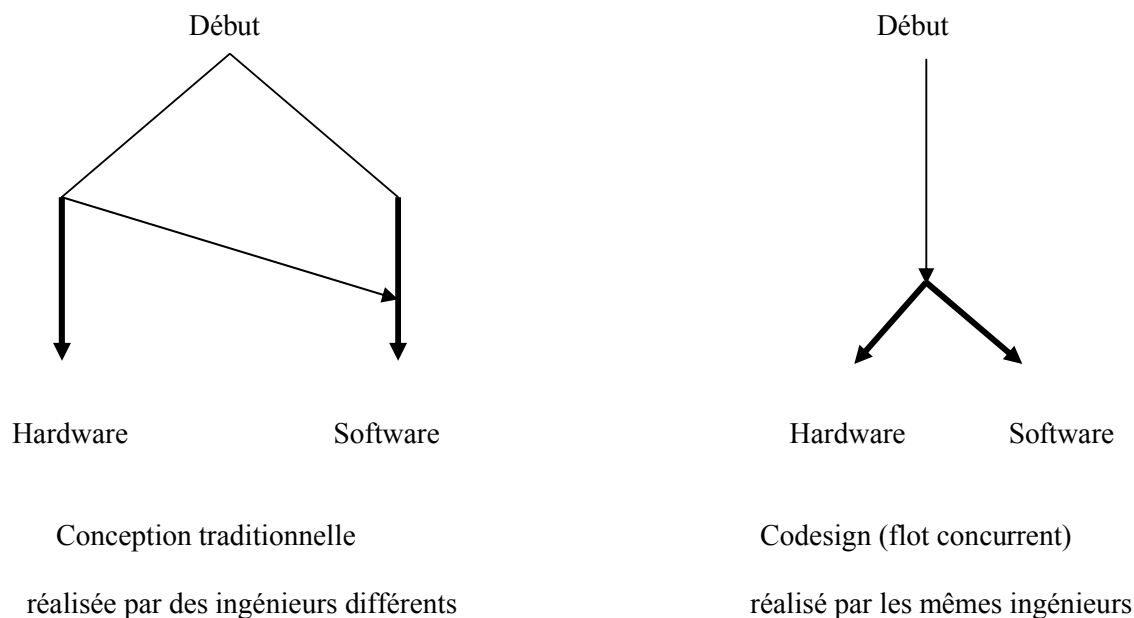 Début
Hardware
Software
Conception traditionnelle
réalisée par des ingénieurs différents
Début
Hardware
Software
Codesign (flot concurrent)
réalisé par les mêmes ingénieurs